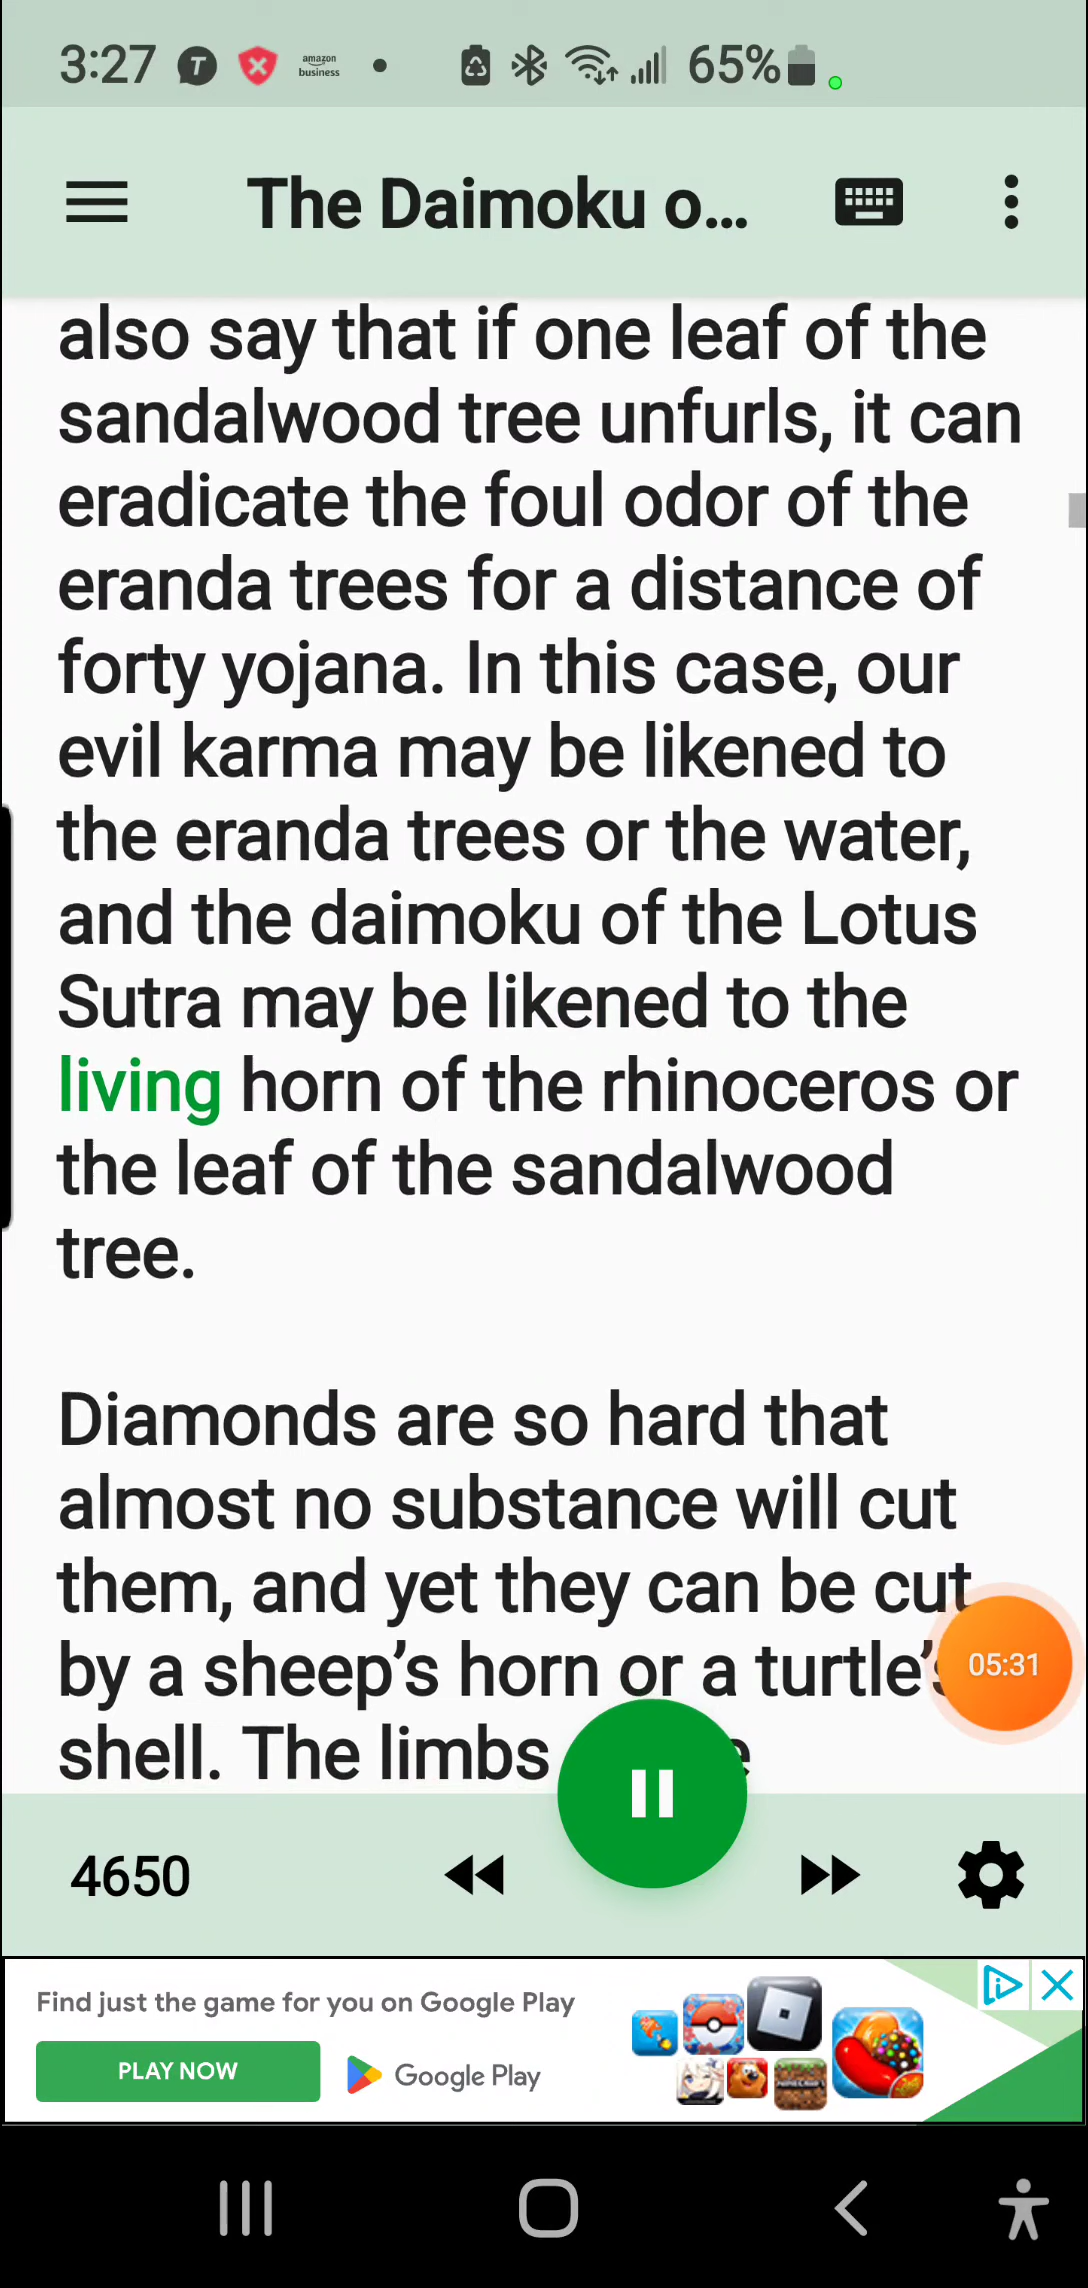 3:27
T
amazon
business
65%
The Daimoku o...
also say that if one leaf of the
sandalwood tree unfurls, it can
eradicate the foul odor of the
eranda trees for a distance of
forty yojana. In this case, our
evil karma may be likened to
the eranda trees or the water,
and the daimoku of the Lotus
Sutra may be likened to the
living horn of the rhinoceros or
the leaf of the sandalwood
tree.
Diamonds are so hard that
almost no substance will cut
them, and yet they can be cut
by a sheep’s horn or a turtle’s
05:31
shell. The limbs
4650
Find just the game for you on Google Play
PLAY NOW
Google Play